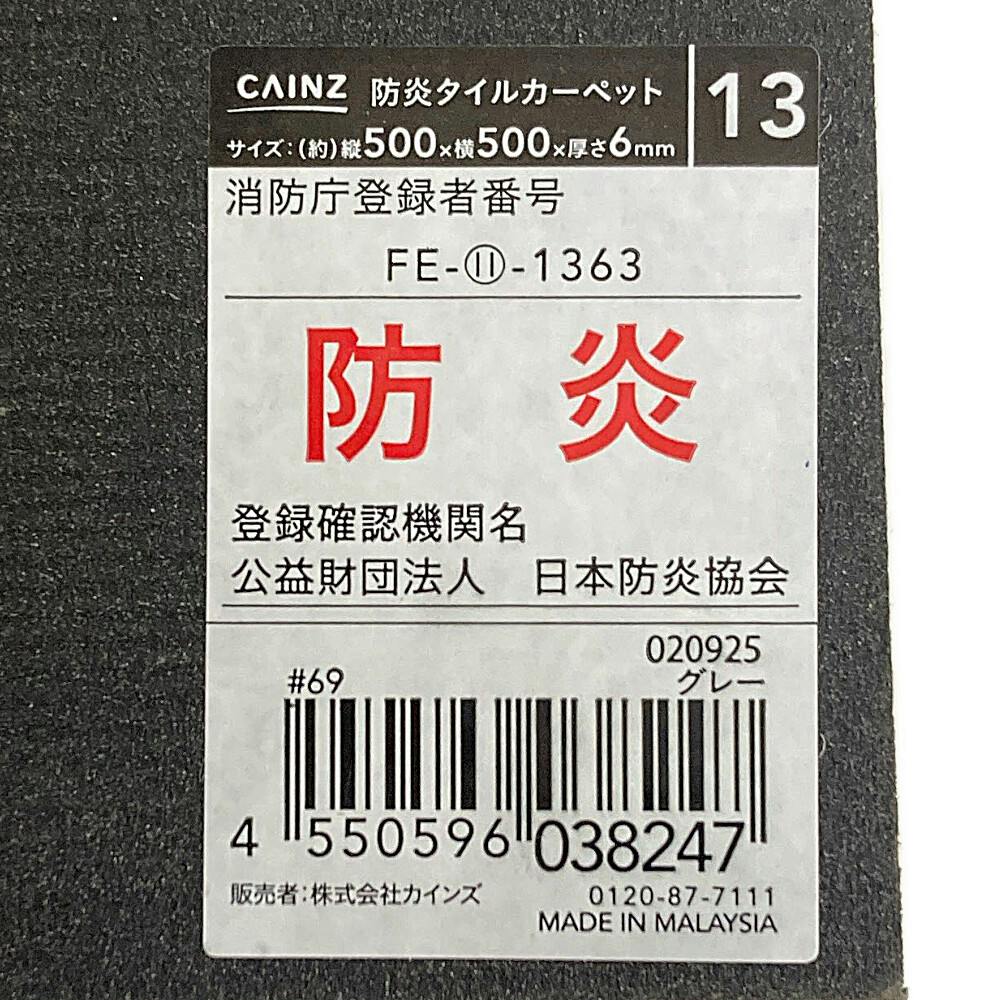 CAINZ 防炎タイルカーペット 13
サイズ:(約)縦500×横500×厚さ6mm
消防庁登録者番号
FE-⑪-1363
防 炎
登録確認機関名
公益財団法人 日本防炎協会
020925
#69 グレー
4 550596 038247
販売者:株式会社カインズ 0120-87-7111
MADE IN MALAYSIA